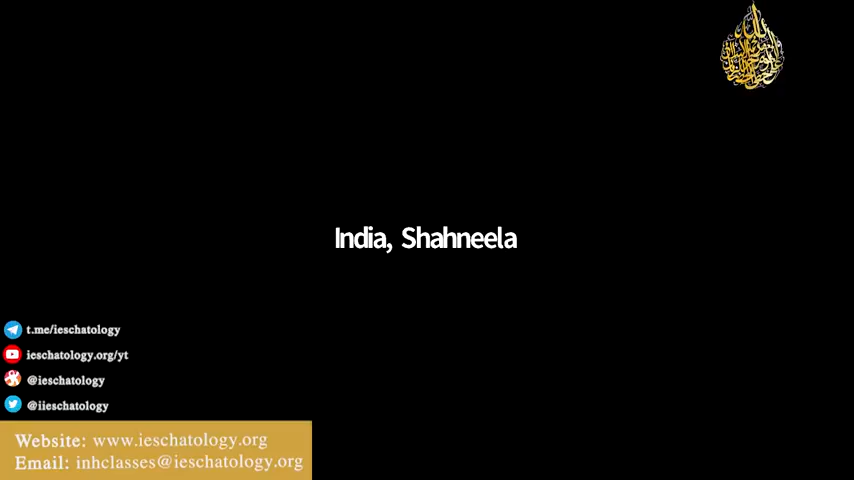 India, Shahneela
t.me/ieschatology
ieschatology.org/yt
@ieschatology
@iieschatology
Website: www.ieschatology.org
Email: inhclasses@ieschatology.org